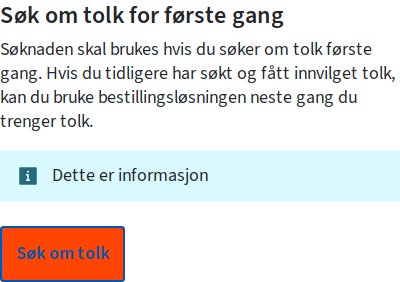 Søk om tolk for første gang
Søknaden skal brukes hvis du søker om tolk første
gang. Hvis du tidligere har søkt og fått innvilget tolk,
kan du bruke bestillingsløsningen neste gang du
trenger tolk.
Dette er informasjon
Søk om tolk